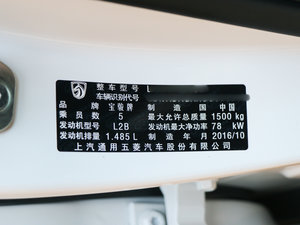 整车型号 L
车辆识别代号
品牌 宝骏牌 制造国 中国
乘员数 5 最大允许总质量 1500 kg
发动机型号 L2B 发动机最大净功率 78 kW
发动机排量 1.485 L 制造年月 2016/10
上汽通用五菱汽车股份有限公司